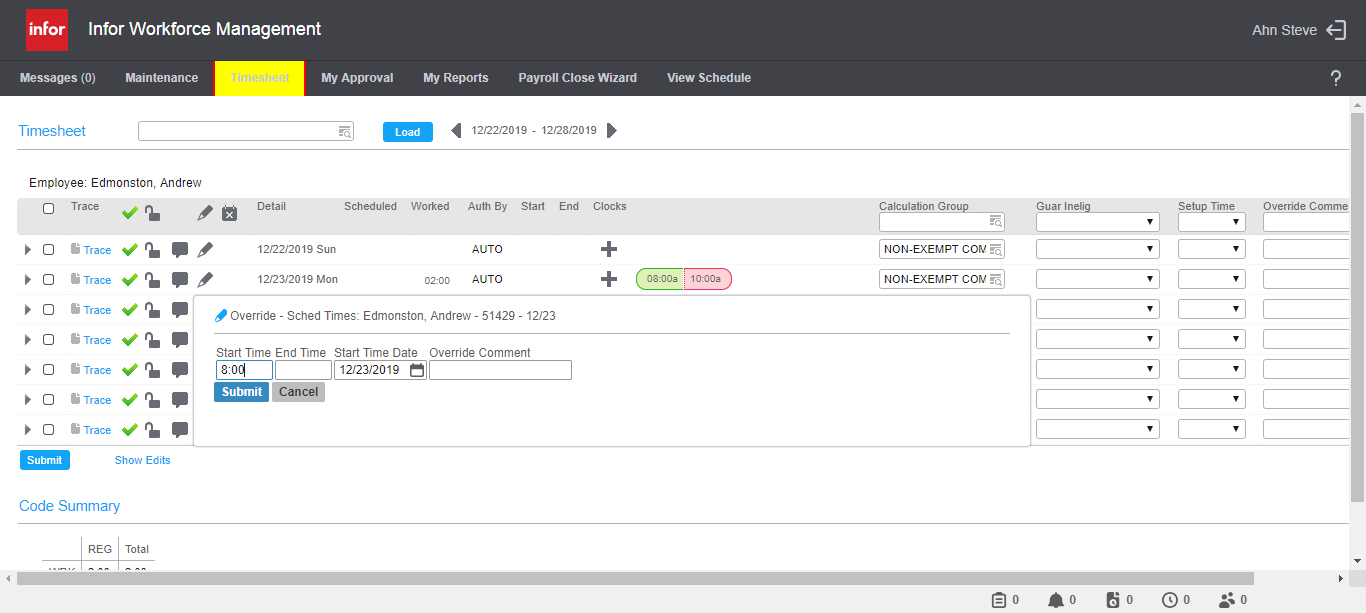 infor Infor Workforce Management Ahn Steve
Messages (0) Maintenance Timesheet My Approval My Reports Payroll Close Wizard View Schedule ?
Timesheet Load 12/22/2019 - 12/28/2019
Employee: Edmonston, Andrew
Trace Detail Scheduled Worked Auth By Start End Clocks Calculation Group Guar Inelig Setup Time Override Comme
Trace 12/22/2019 Sun AUTO NON-EXEMPT COM
Trace 12/23/2019 Mon 02:00 AUTO 08:00a 10:00a NON-EXEMPT COM
Trace
Override - Sched Times: Edmonston, Andrew - 51429 - 12/23
Trace
Start Time End Time Start Time Date Override Comment
Trace 8:00 12/23/2019
Submit Cancel
Trace
Trace
Submit Show Edits
Code Summary
REG Total
0 0 0 0 0